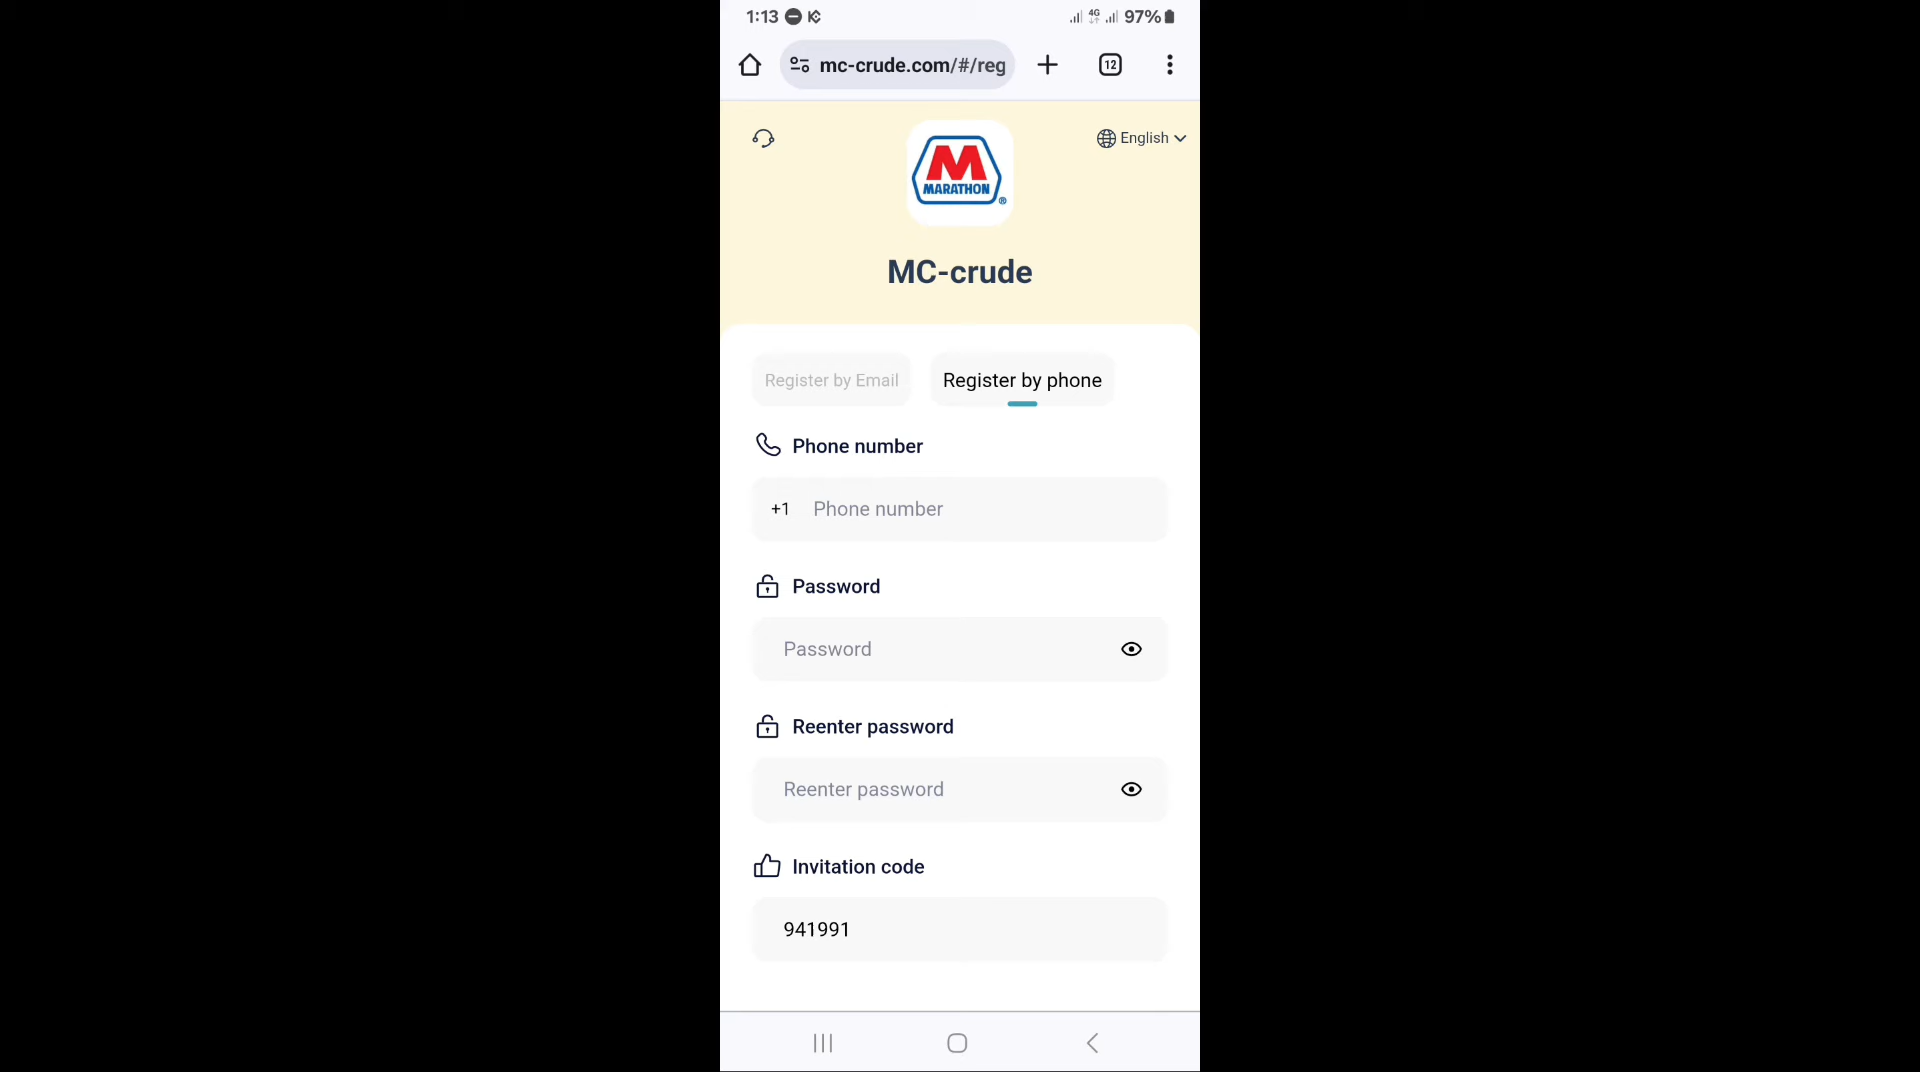 1:13
4G
97%
mc-crude.com/#/reg
12
English
M
MARATHON
®
MC-crude
Register by Email
Register by phone
Phone number
+1 Phone number
Password
Password
Reenter password
Reenter password
Invitation code
941991